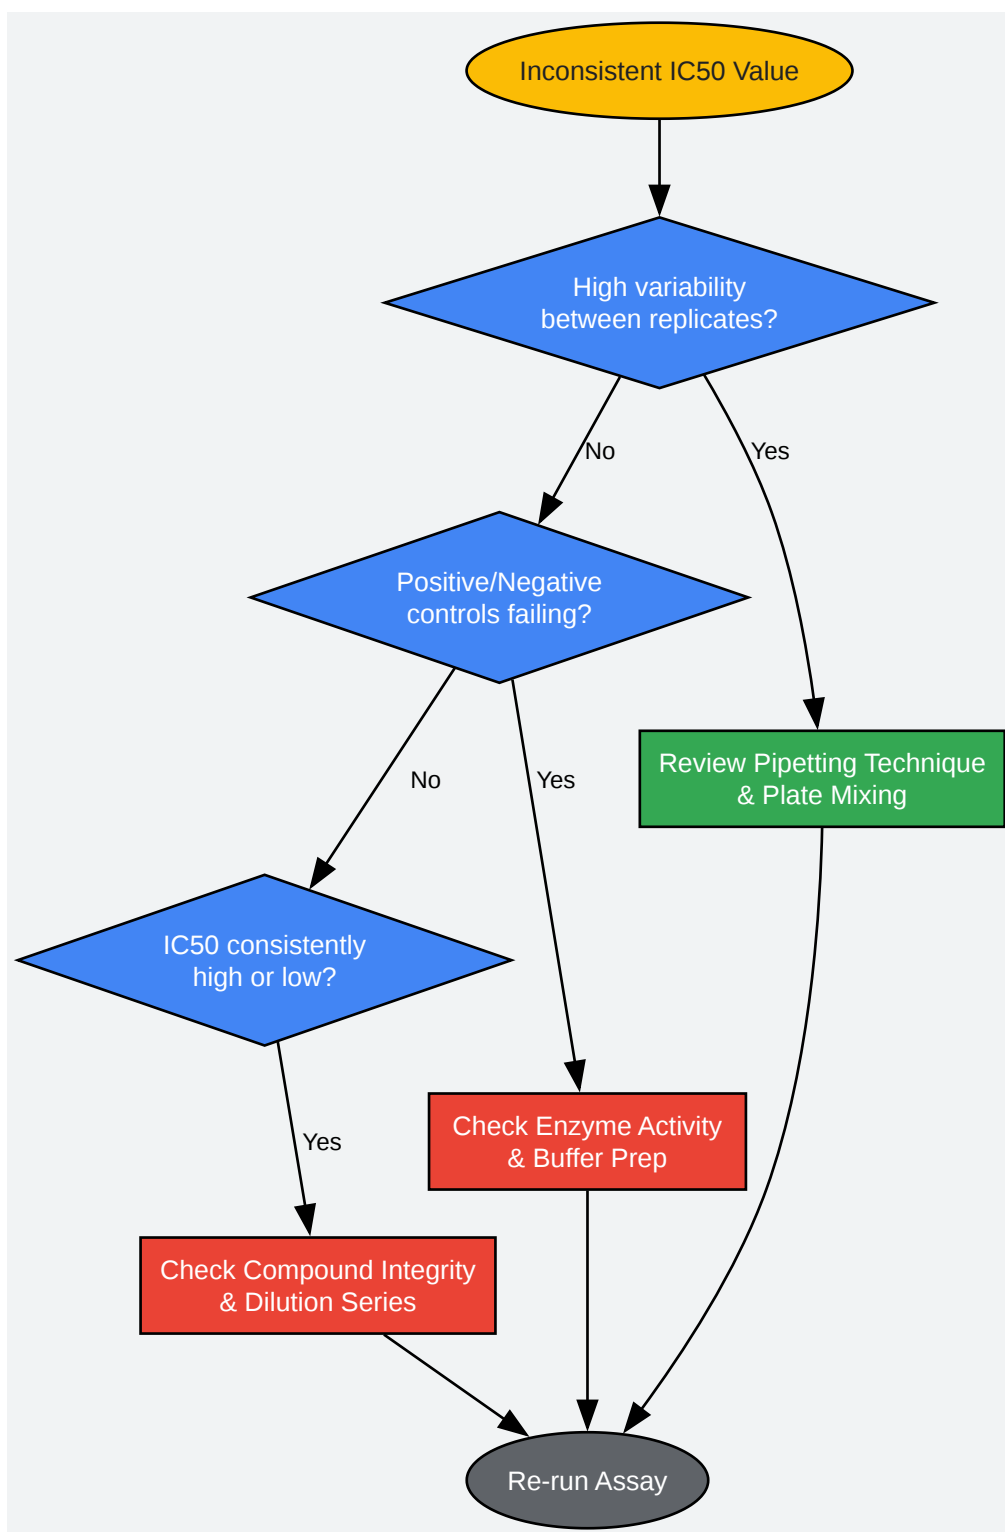 Inconsistent IC50 Value
High variability
between replicates?
No
Yes
Positive/Negative
controls failing?
Review Pipetting Technique
& Plate Mixing
No
Yes
IC50 consistently
high or low?
Check Enzyme Activity
& Buffer Prep
Yes
Check Compound Integrity
& Dilution Series
Re-run Assay